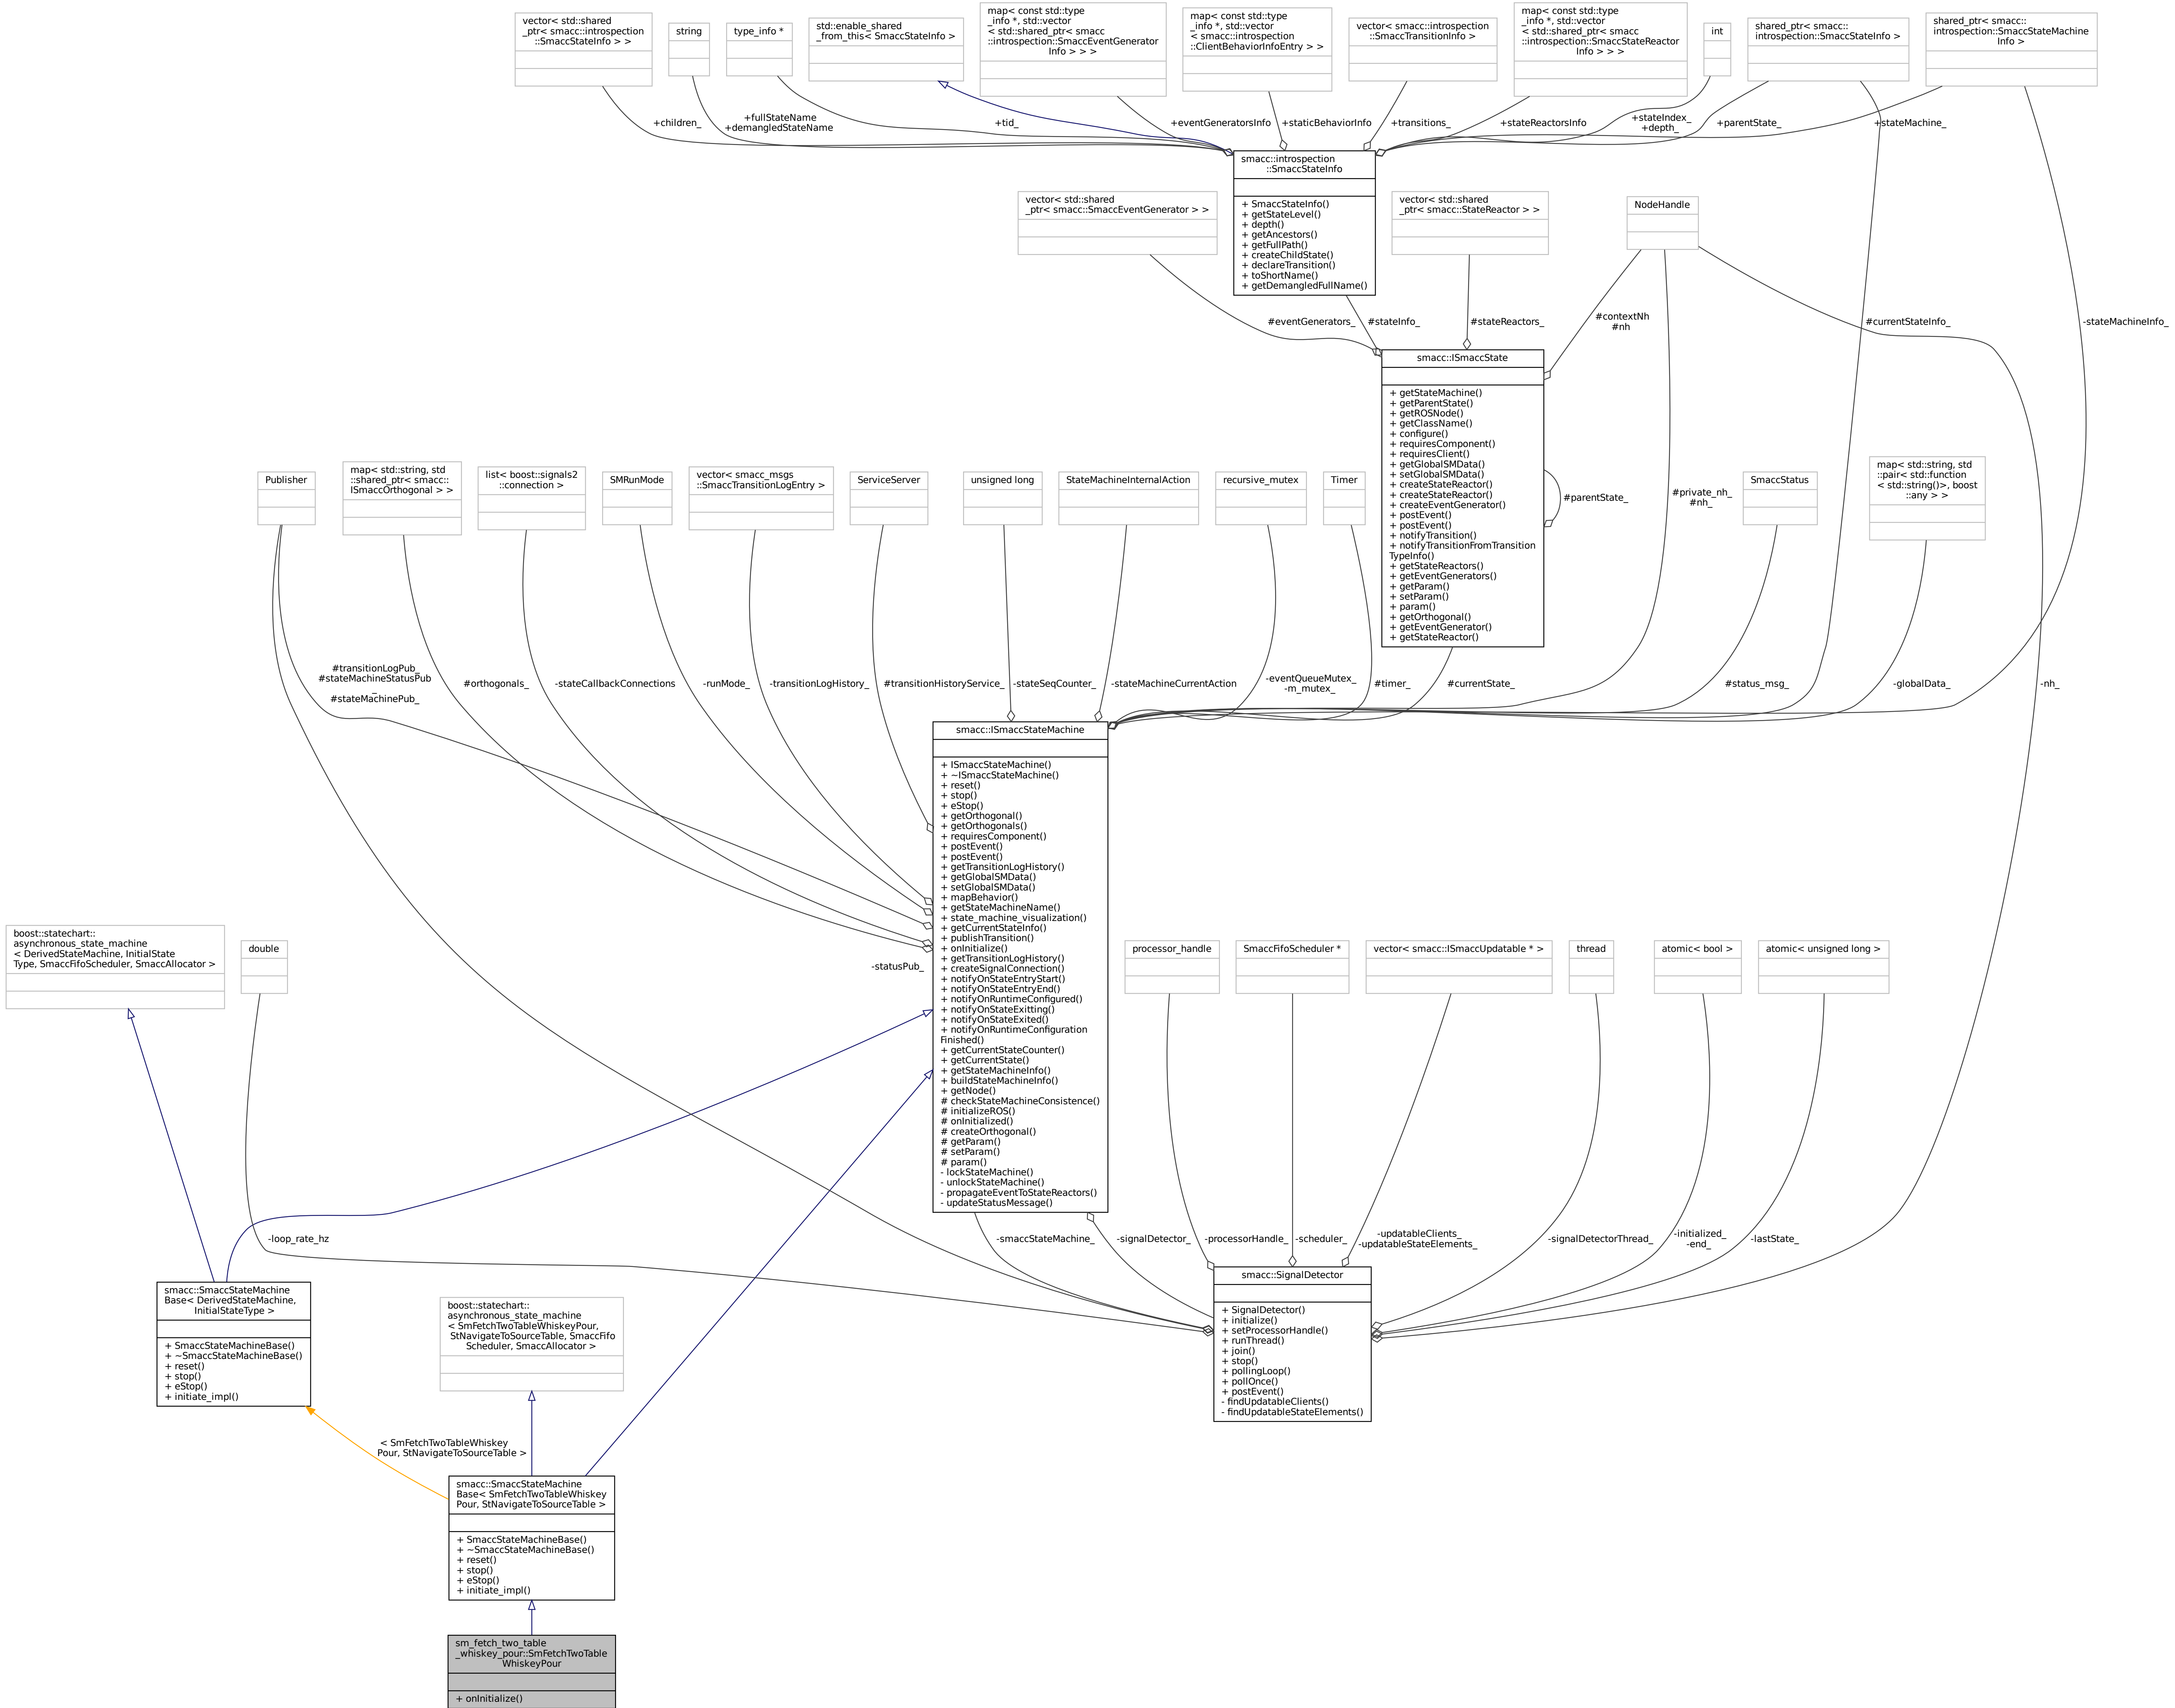 vector< std::shared
_ptr< smacc::introspection
::SmaccStateInfo > >
string
type_info *
std::enable_shared
_from_this< SmaccStateInfo >
map< const std::type
_info *, std::vector
< std::shared_ptr< smacc
::introspection::SmaccEventGenerator
Info > > >
map< const std::type
_info *, std::vector
< smacc::introspection
::ClientBehaviorInfoEntry > >
vector< smacc::introspection
::SmaccTransitionInfo >
map< const std::type
_info *, std::vector
< std::shared_ptr< smacc
::introspection::SmaccStateReactor
Info > > >
int
shared_ptr< smacc::
introspection::SmaccStateInfo >
shared_ptr< smacc::
introspection::SmaccStateMachine
Info >
+children_
+fullStateName
+demangledStateName
+tid_
+eventGeneratorsInfo
+staticBehaviorInfo
+transitions_
+stateReactorsInfo
+stateIndex_
+depth_
+parentState_
+stateMachine_
smacc::introspection
::SmaccStateInfo
+ SmaccStateInfo()
+ getStateLevel()
+ depth()
+ getAncestors()
+ getFullPath()
+ createChildState()
+ declareTransition()
+ toShortName()
+ getDemangledFullName()
vector< std::shared
_ptr< smacc::SmaccEventGenerator > >
vector< std::shared
_ptr< smacc::StateReactor > >
NodeHandle
#eventGenerators_
#stateInfo_
#stateReactors_
#contextNh
#nh
#currentStateInfo_
-stateMachineInfo_
smacc::ISmaccState
+ getStateMachine()
+ getParentState()
+ getROSNode()
+ getClassName()
+ configure()
+ requiresComponent()
+ requiresClient()
+ getGlobalSMData()
+ setGlobalSMData()
+ createStateReactor()
+ createStateReactor()
+ createEventGenerator()
+ postEvent()
+ postEvent()
+ notifyTransition()
+ notifyTransitionFromTransition
TypeInfo()
+ getStateReactors()
+ getEventGenerators()
+ getParam()
+ setParam()
+ param()
+ getOrthogonal()
+ getEventGenerator()
+ getStateReactor()
#parentState_
#private_nh_
#nh_
Publisher
map< std::string, std
::shared_ptr< smacc::
ISmaccOrthogonal > >
list< boost::signals2
::connection >
SMRunMode
vector< smacc_msgs
::SmaccTransitionLogEntry >
ServiceServer
unsigned long
StateMachineInternalAction
recursive_mutex
Timer
SmaccStatus
map< std::string, std
::pair< std::function
< std::string()>, boost
::any > >
#transitionLogPub_
#stateMachineStatusPub
_
#stateMachinePub_
#orthogonals_
-stateCallbackConnections
-runMode_
-transitionLogHistory_
#transitionHistoryService_
-stateSeqCounter_
-stateMachineCurrentAction
-eventQueueMutex_
-m_mutex_
#timer_
#currentState_
#status_msg_
-globalData_
-nh_
smacc::ISmaccStateMachine
+ ISmaccStateMachine()
+ ~ISmaccStateMachine()
+ reset()
+ stop()
+ eStop()
+ getOrthogonal()
+ getOrthogonals()
+ requiresComponent()
+ postEvent()
+ postEvent()
+ getTransitionLogHistory()
+ getGlobalSMData()
+ setGlobalSMData()
+ mapBehavior()
+ getStateMachineName()
+ state_machine_visualization()
+ getCurrentStateInfo()
+ publishTransition()
+ onInitialize()
+ getTransitionLogHistory()
+ createSignalConnection()
+ notifyOnStateEntryStart()
+ notifyOnStateEntryEnd()
+ notifyOnRuntimeConfigured()
+ notifyOnStateExitting()
+ notifyOnStateExited()
+ notifyOnRuntimeConfiguration
Finished()
+ getCurrentStateCounter()
+ getCurrentState()
+ getStateMachineInfo()
+ buildStateMachineInfo()
+ getNode()
# checkStateMachineConsistence()
# initializeROS()
# onInitialized()
# createOrthogonal()
# getParam()
# setParam()
# param()
- lockStateMachine()
- unlockStateMachine()
- propagateEventToStateReactors()
- updateStatusMessage()
boost::statechart::
asynchronous_state_machine
< DerivedStateMachine, InitialState
Type, SmaccFifoScheduler, SmaccAllocator >
double
-statusPub_
processor_handle
SmaccFifoScheduler *
vector< smacc::ISmaccUpdatable * >
thread
atomic< bool >
atomic< unsigned long >
-loop_rate_hz
-smaccStateMachine_
-signalDetector_
-processorHandle_
-scheduler_
-updatableClients_
-updatableStateElements_
-signalDetectorThread_
-initialized_
-end_
-lastState_
smacc::SignalDetector
+ SignalDetector()
+ initialize()
+ setProcessorHandle()
+ runThread()
+ join()
+ stop()
+ pollingLoop()
+ pollOnce()
+ postEvent()
- findUpdatableClients()
- findUpdatableStateElements()
smacc::SmaccStateMachine
Base< DerivedStateMachine,
InitialStateType >
+ SmaccStateMachineBase()
+ ~SmaccStateMachineBase()
+ reset()
+ stop()
+ eStop()
+ initiate_impl()
boost::statechart::
asynchronous_state_machine
< SmFetchTwoTableWhiskeyPour,
StNavigateToSourceTable, SmaccFifo
Scheduler, SmaccAllocator >
< SmFetchTwoTableWhiskey
Pour, StNavigateToSourceTable >
smacc::SmaccStateMachine
Base< SmFetchTwoTableWhiskey
Pour, StNavigateToSourceTable >
+ SmaccStateMachineBase()
+ ~SmaccStateMachineBase()
+ reset()
+ stop()
+ eStop()
+ initiate_impl()
sm_fetch_two_table
_whiskey_pour::SmFetchTwoTable
WhiskeyPour
+ onInitialize()